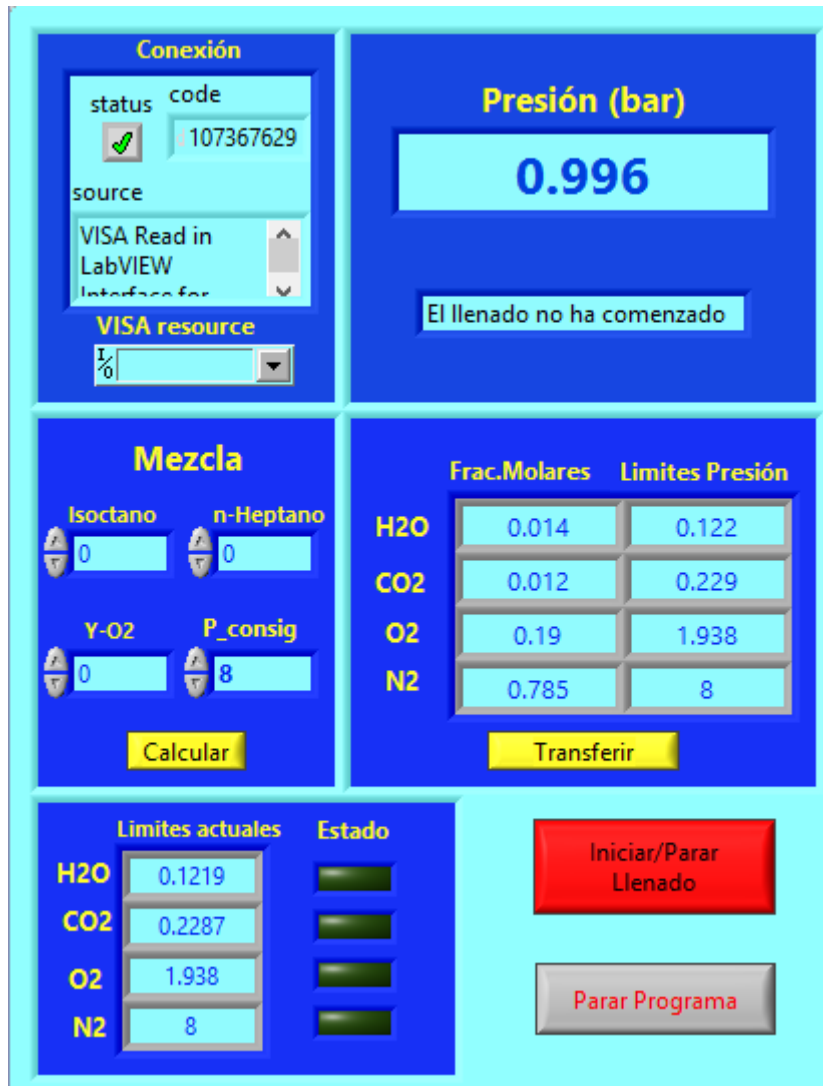 Conexión
status code
107367629
source
VISA Read in
LabVIEW
Interface for
VISA resource
I/O
Presión (bar)
0.996
El llenado no ha comenzado
Mezcla
Isoctano n-Heptano
0 0
Y-O2 P_consig
0 8
Calcular
Frac.Molares Limites Presión
H2O 0.014 0.122
CO2 0.012 0.229
O2 0.19 1.938
N2 0.785 8
Transferir
Limites actuales Estado
H2O 0.1219
CO2 0.2287
O2 1.938
N2 8
Iniciar/Parar
Llenado
Parar Programa